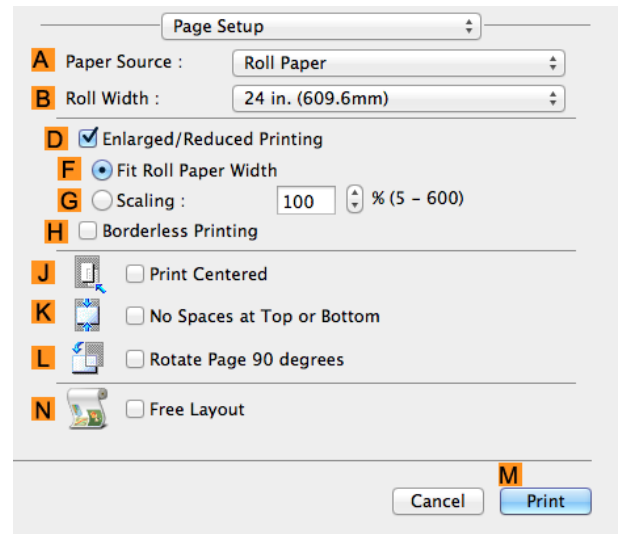 Page Setup
A Paper Source : Roll Paper
B Roll Width : 24 in. (609.6mm)
D Enlarged/Reduced Printing
F Fit Roll Paper Width
G Scaling : 100 % (5 – 600)
H Borderless Printing
J Print Centered
K No Spaces at Top or Bottom
L Rotate Page 90 degrees
N Free Layout
M
Cancel Print